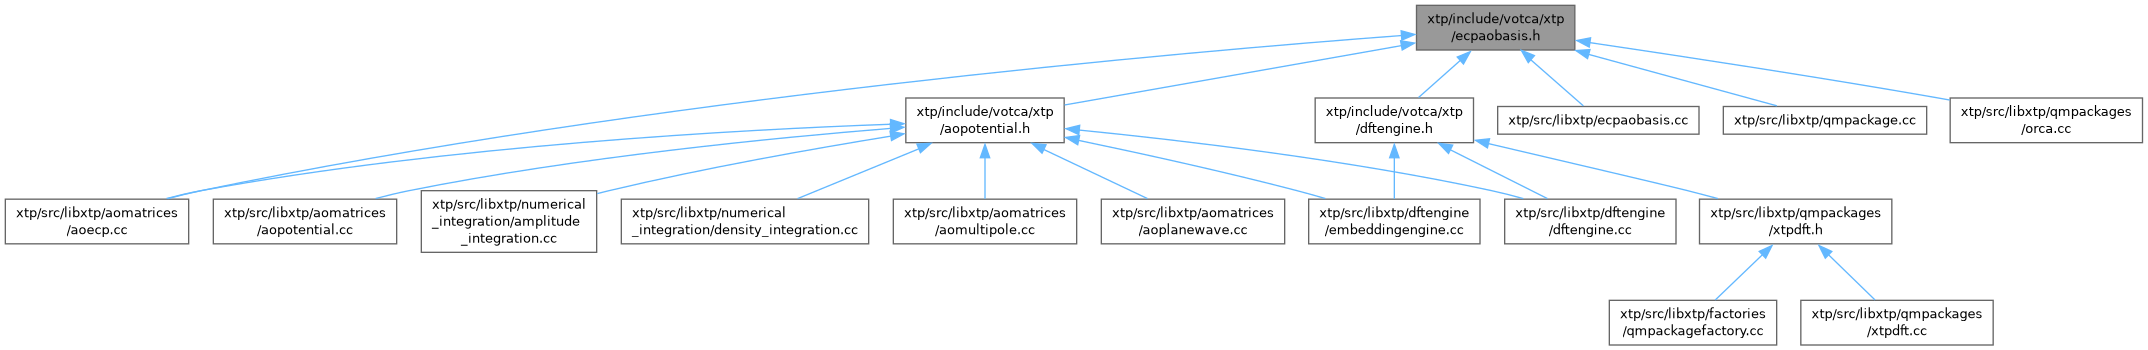 xtp/include/votca/xtp
/ecpaobasis.h
xtp/include/votca/xtp
/aopotential.h
xtp/include/votca/xtp
/dftengine.h
xtp/src/libxtp/ecpaobasis.cc
xtp/src/libxtp/qmpackage.cc
xtp/src/libxtp/qmpackages
/orca.cc
xtp/src/libxtp/aomatrices
/aoecp.cc
xtp/src/libxtp/aomatrices
/aopotential.cc
xtp/src/libxtp/numerical
_integration/amplitude
_integration.cc
xtp/src/libxtp/numerical
_integration/density_integration.cc
xtp/src/libxtp/aomatrices
/aomultipole.cc
xtp/src/libxtp/aomatrices
/aoplanewave.cc
xtp/src/libxtp/dftengine
/embeddingengine.cc
xtp/src/libxtp/dftengine
/dftengine.cc
xtp/src/libxtp/qmpackages
/xtpdft.h
xtp/src/libxtp/factories
/qmpackagefactory.cc
xtp/src/libxtp/qmpackages
/xtpdft.cc